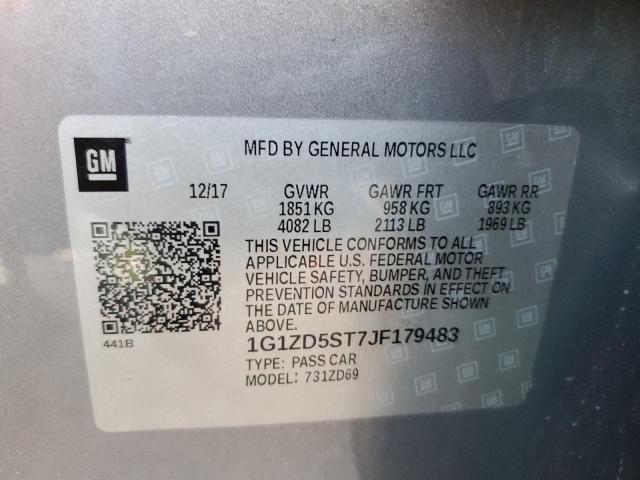 GM
MFD BY GENERAL MOTORS LLC
12/17 GVWR GAWR FRT GAWR RR
1851 KG 958 KG 893 KG
4082 LB 2113 LB 1969 LB
THIS VEHICLE CONFORMS TO ALL
APPLICABLE U.S. FEDERAL MOTOR
VEHICLE SAFETY, BUMPER, AND THEFT
PREVENTION STANDARDS IN EFFECT ON
THE DATE OF MANUFACTURE SHOWN
ABOVE.
441B
1G1ZD5ST7JF179483
TYPE: PASS CAR
MODEL: 731ZD69